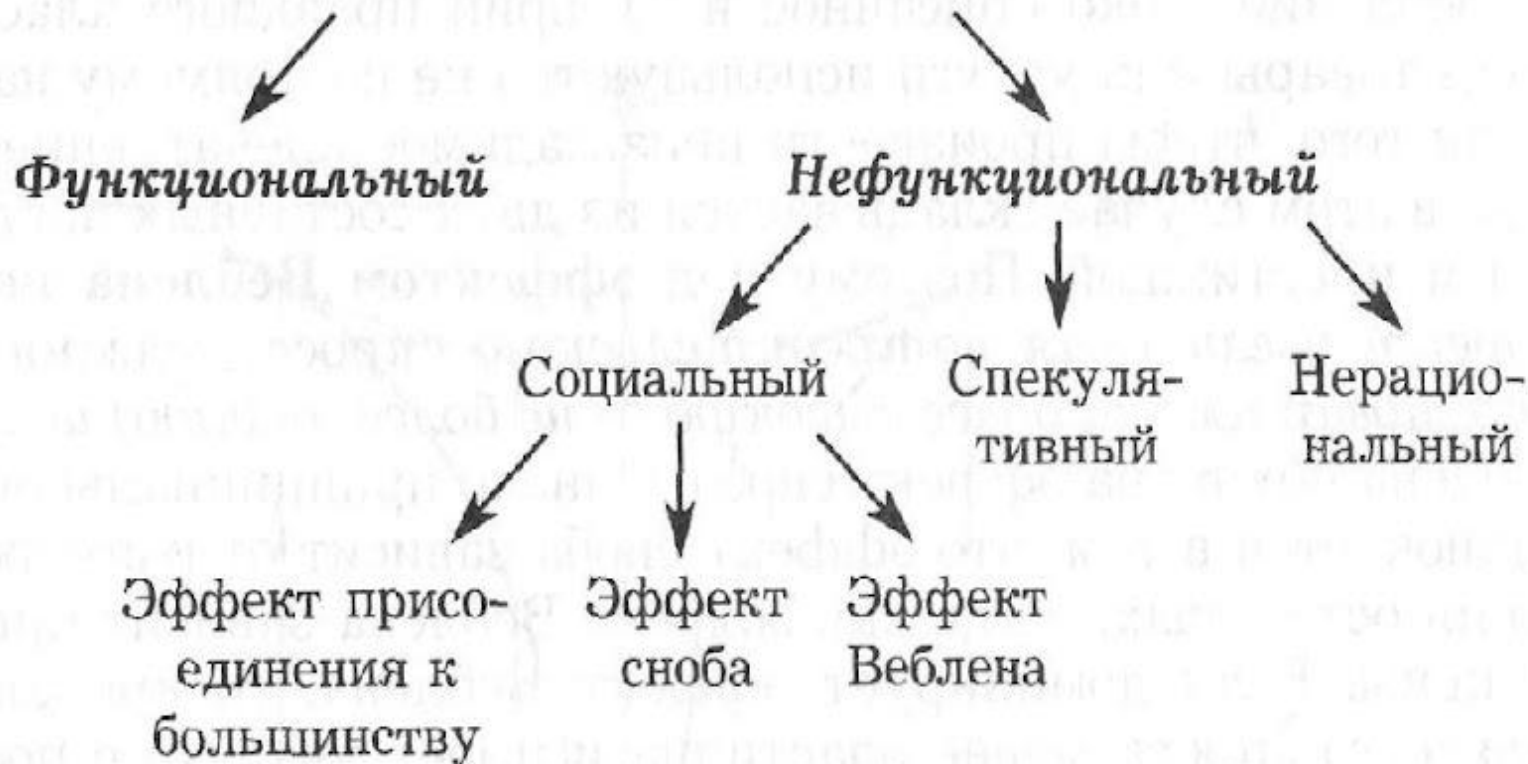 Функциональный Нефункциональный
Социальный Спекуля- Нерацио-
тивный нальный
Эффект присо- Эффект Эффект
единения к сноба Веблена
большинству